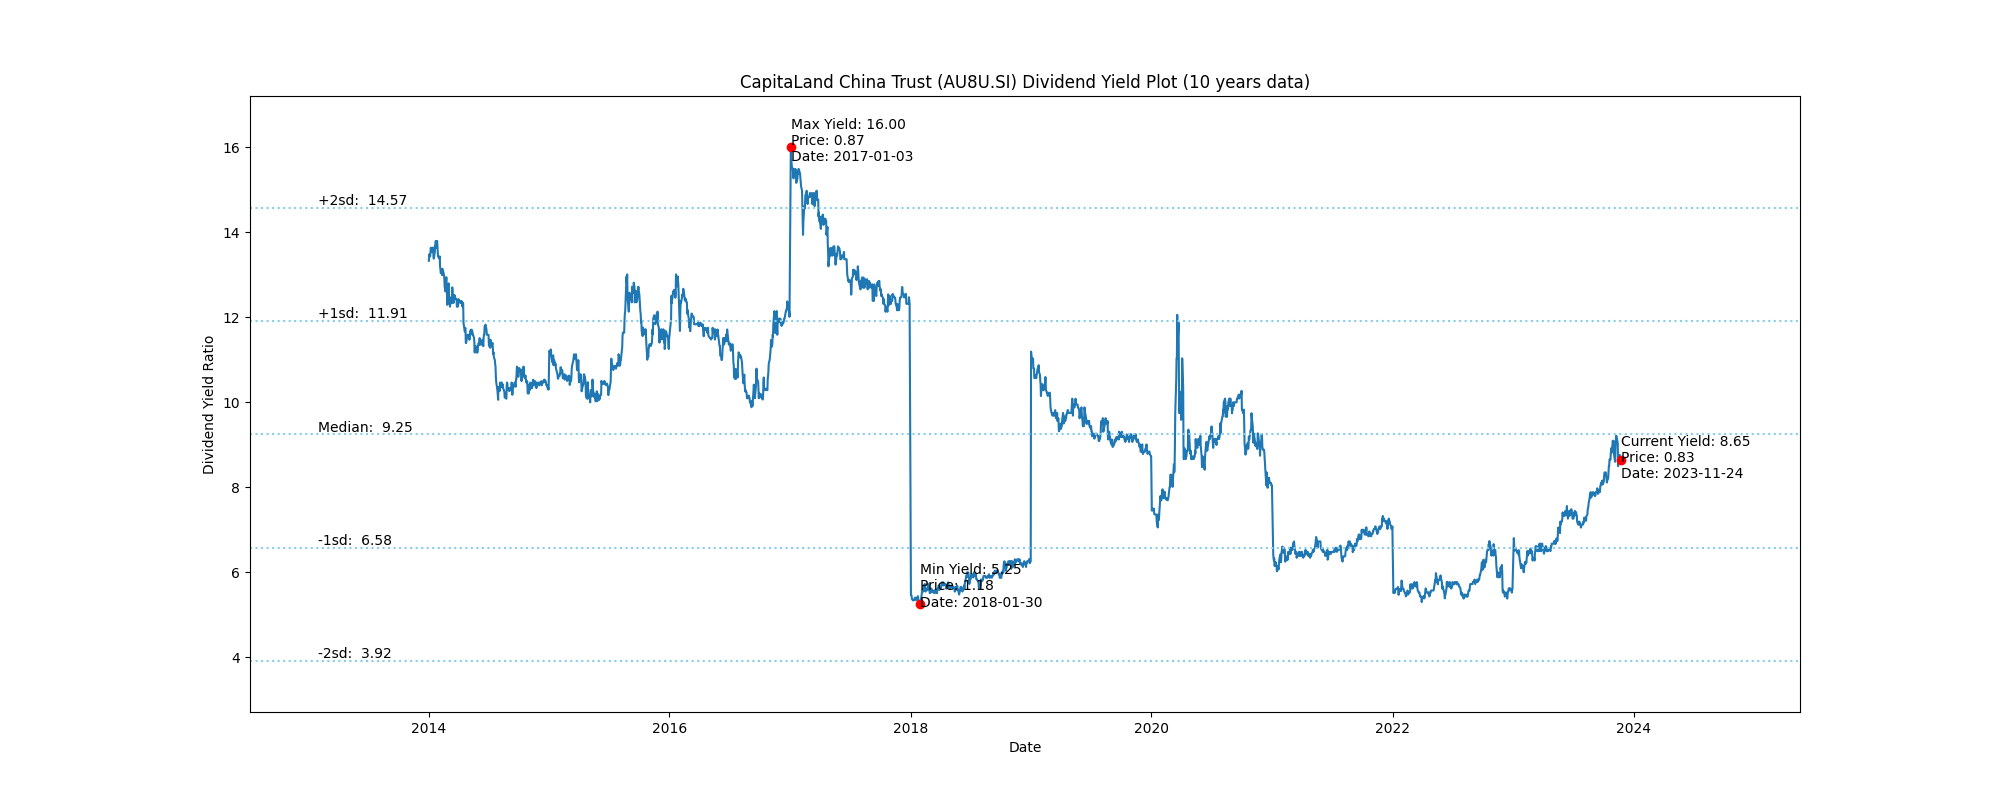 CapitaLand China Trust (AU8U.SI) Dividend Yield Plot (10 years data)
Max Yield: 16.00
Price: 0.87
Date: 2017-01-03
16
+2sd:  14.57
14
+1sd:  11.91
12
10
Median:  9.25
Current Yield: 8.65
Price: 0.83
Date: 2023-11-24
8
-1sd:  6.58
6
Min Yield: 5.25
Price: 1.18
Date: 2018-01-30
-2sd:  3.92
4
Dividend Yield Ratio
2014
2016
2018
2020
2022
2024
Date